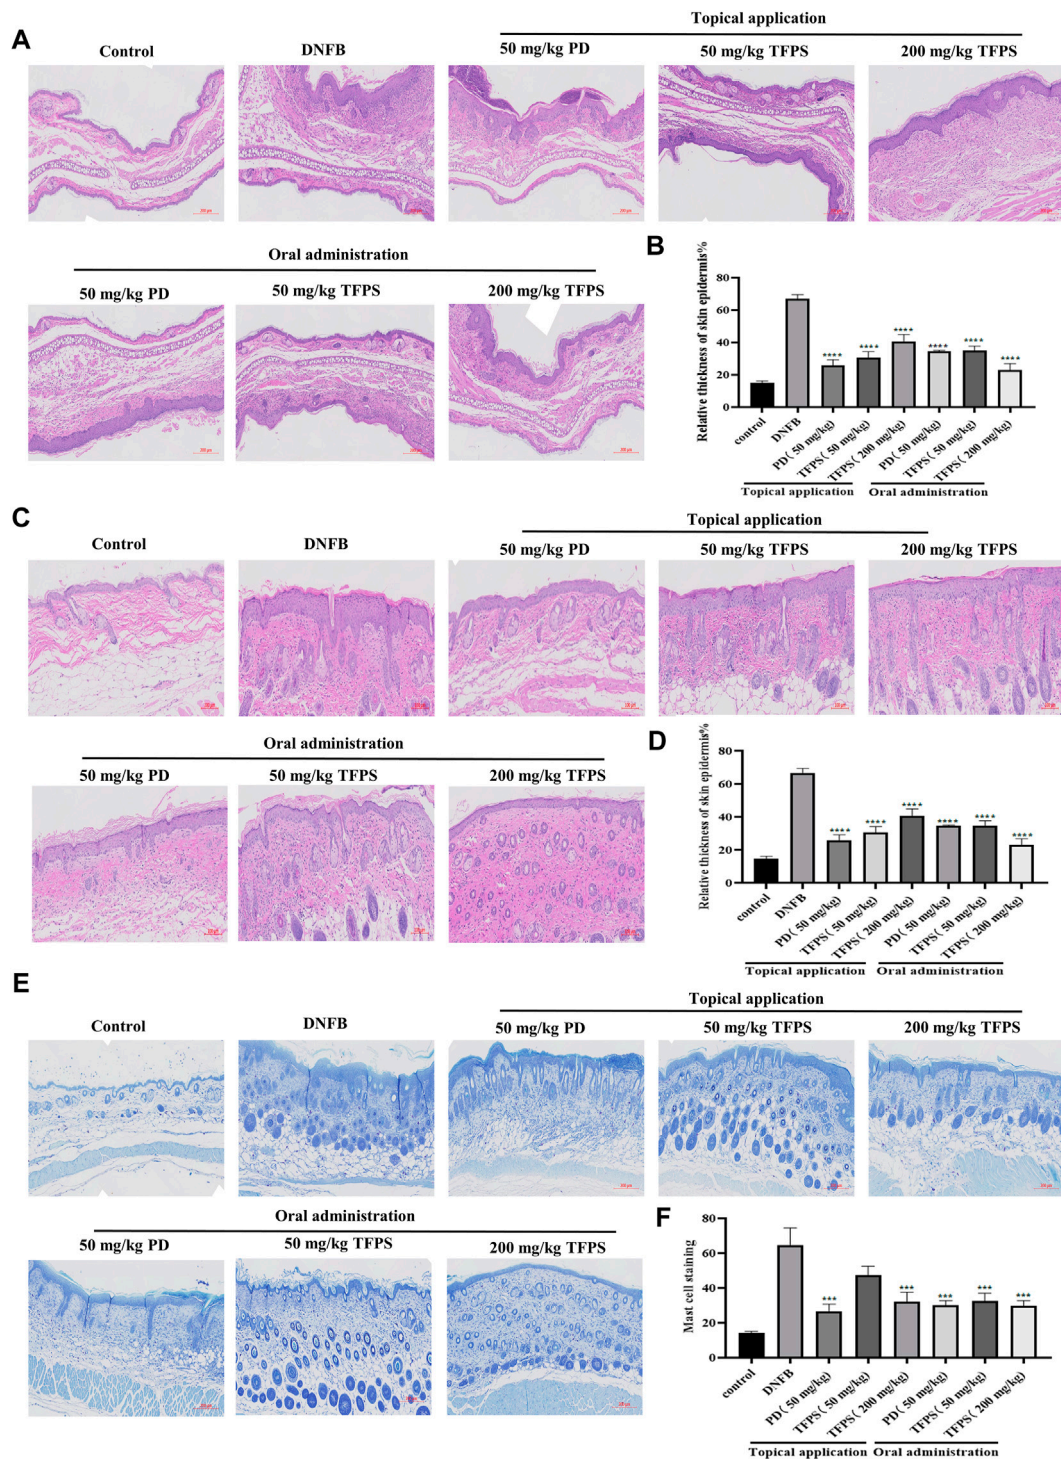 A
Topical application
Control
DNFB
50 mg/kg PD
50 mg/kg TFPS
200 mg/kg TFPS
Oral administration
50 mg/kg PD
50 mg/kg TFPS
200 mg/kg TFPS
B
Relative thickness of skin epidermis%
80
60
40
20
0
**** **** **** **** **** ****
control
DNFB
PD( 50 mg/kg)
TFPS( 50 mg/kg)
TFPS( 200 mg/kg)
PD( 50 mg/kg)
TFPS( 50 mg/kg)
TFPS( 200 mg/kg)
Topical application
Oral administration
C
Topical application
Control
DNFB
50 mg/kg PD
50 mg/kg TFPS
200 mg/kg TFPS
Oral administration
50 mg/kg PD
50 mg/kg TFPS
200 mg/kg TFPS
D
Relative thickness of skin epidermis%
80
60
40
20
0
**** **** **** **** **** ****
control
DNFB
PD( 50 mg/kg)
TFPS( 50 mg/kg)
TFPS( 200 mg/kg)
PD( 50 mg/kg)
TFPS( 50 mg/kg)
TFPS( 200 mg/kg)
Topical application
Oral administration
E
Topical application
Control
DNFB
50 mg/kg PD
50 mg/kg TFPS
200 mg/kg TFPS
Oral administration
50 mg/kg PD
50 mg/kg TFPS
200 mg/kg TFPS
F
Mast cell staining
80
60
40
20
0
*** *** *** *** ***
control
DNFB
PD( 50 mg/kg)
TFPS( 50 mg/kg)
TFPS( 200 mg/kg)
PD( 50 mg/kg)
TFPS( 50 mg/kg)
TFPS( 200 mg/kg)
Topical application
Oral administration